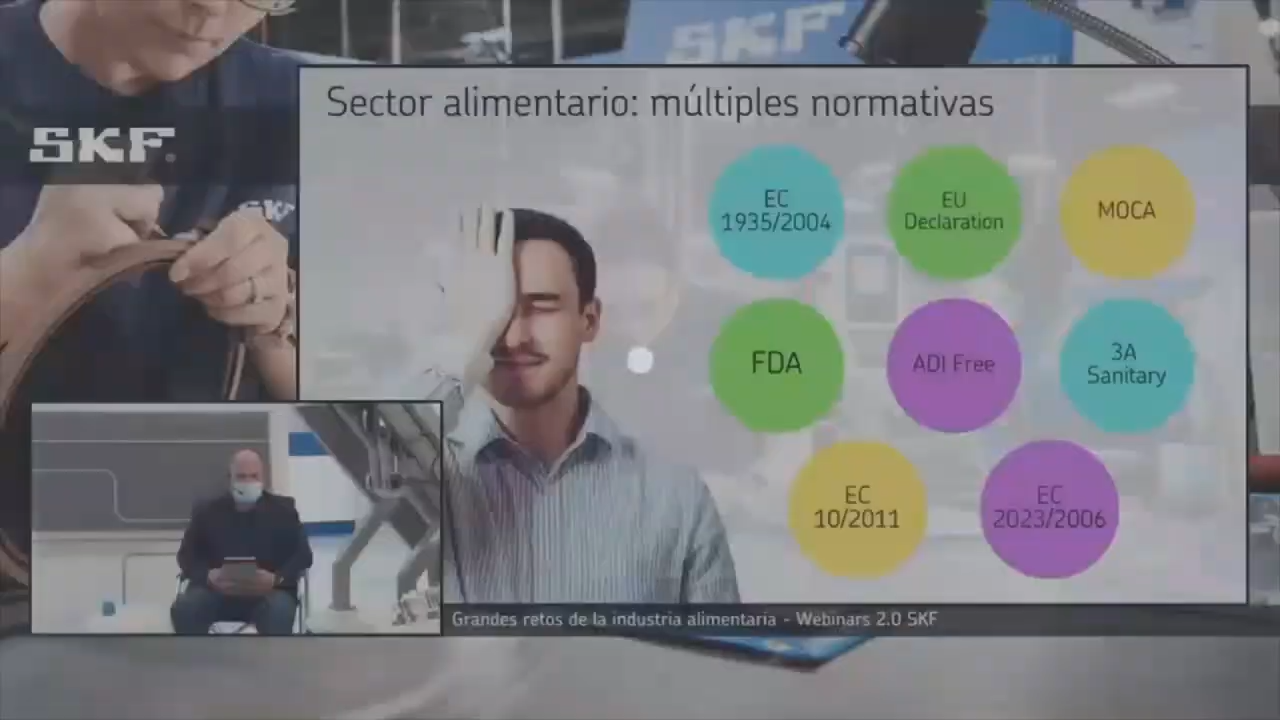 SKF
SKF.
SKF
Sector alimentario: múltiples normativas
EC
1935/2004
EU
Declaration
MOCA
FDA
ADI Free
3A
Sanitary
EC
10/2011
EC
2023/2006
Grandes retos de la industria alimentaria - Webinars 2.0 SKF